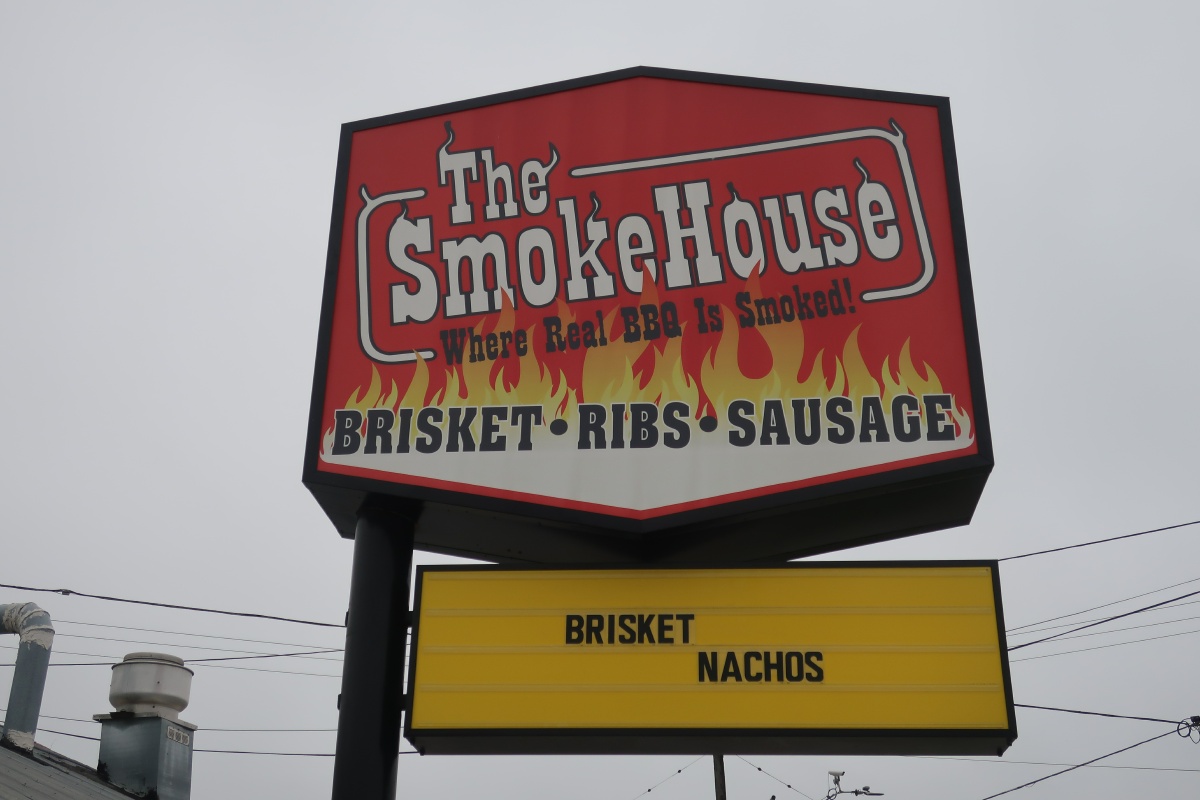 The
SmokeHouse
Where Real BBQ Is Smoked!
BRISKET • RIBS • SAUSAGE
BRISKET
NACHOS